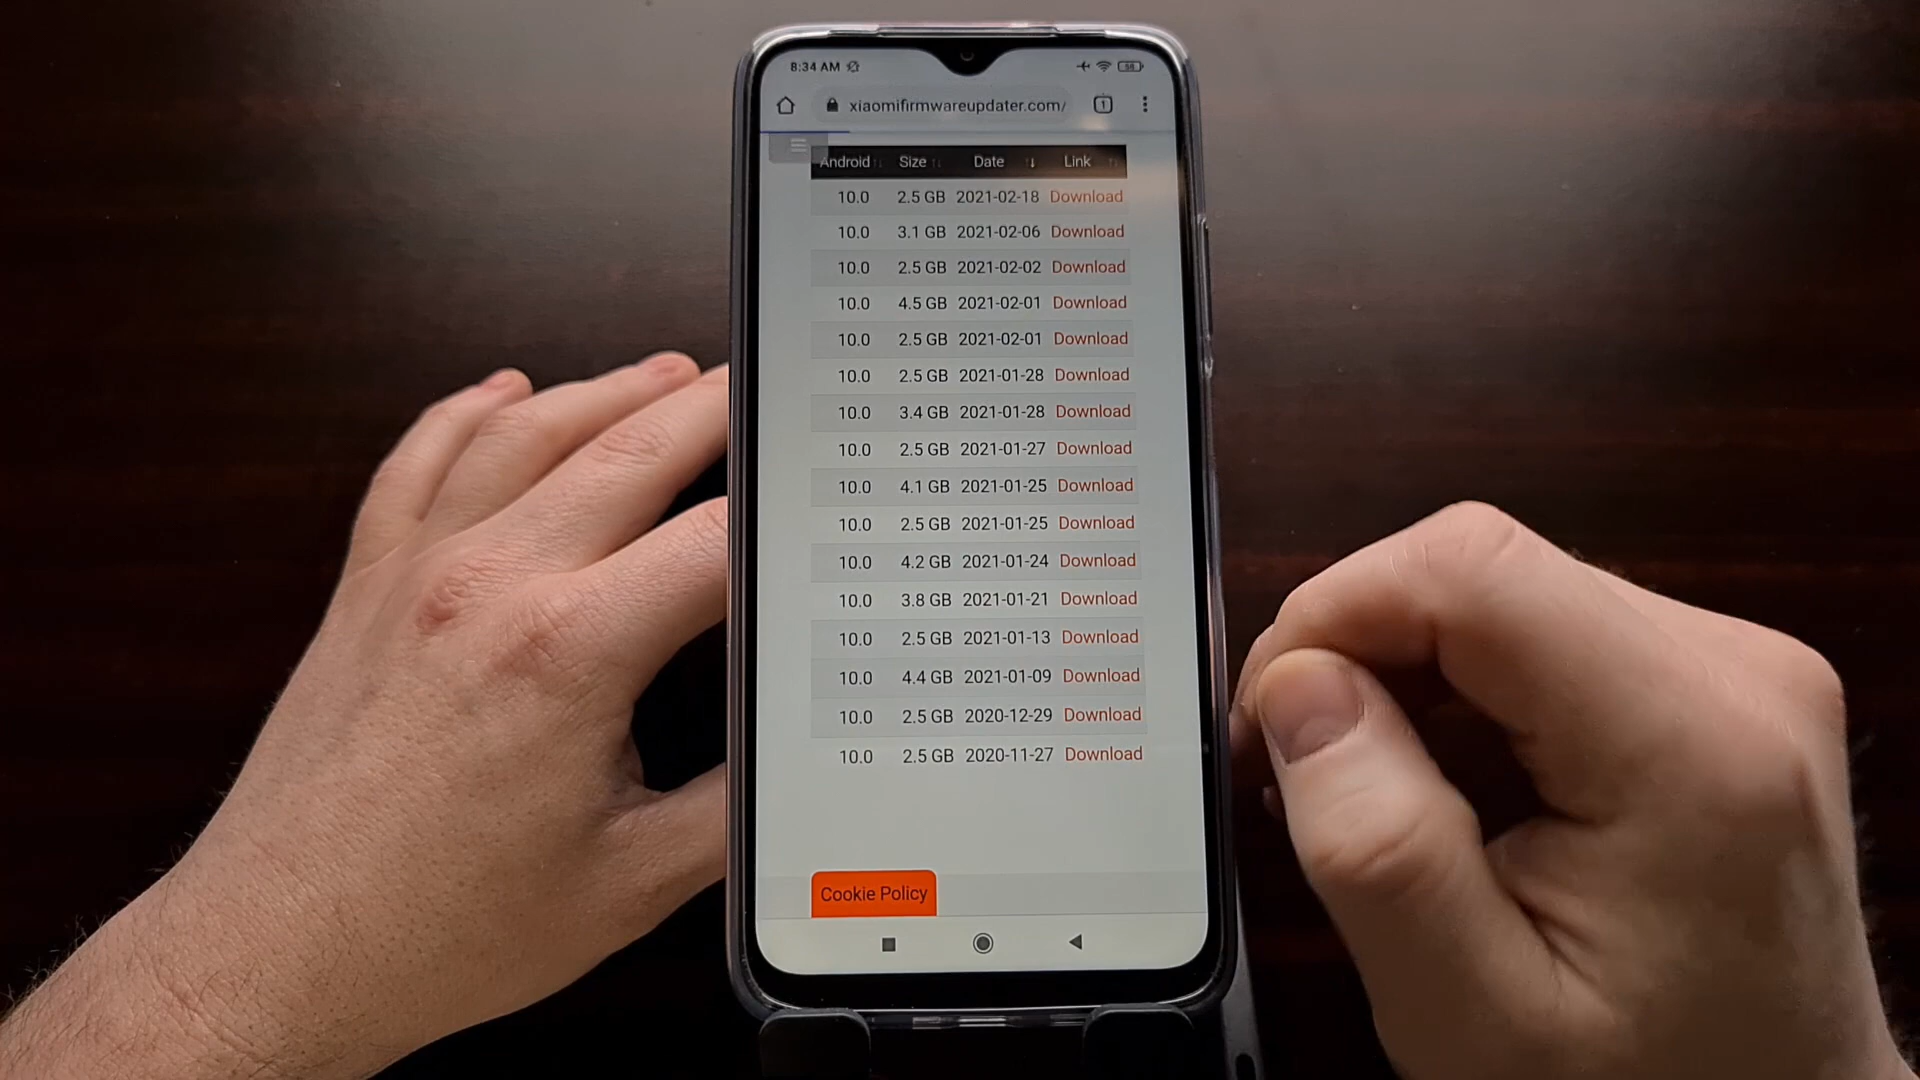 8:34 AM 58
xiaomifirmwareupdater.com/ 1
Android Size Date Link
10.0 2.5 GB 2021-02-18 Download
10.0 3.1 GB 2021-02-06 Download
10.0 2.5 GB 2021-02-02 Download
10.0 4.5 GB 2021-02-01 Download
10.0 2.5 GB 2021-02-01 Download
10.0 2.5 GB 2021-01-28 Download
10.0 3.4 GB 2021-01-28 Download
10.0 2.5 GB 2021-01-27 Download
10.0 4.1 GB 2021-01-25 Download
10.0 2.5 GB 2021-01-25 Download
10.0 4.2 GB 2021-01-24 Download
10.0 3.8 GB 2021-01-21 Download
10.0 2.5 GB 2021-01-13 Download
10.0 4.4 GB 2021-01-09 Download
10.0 2.5 GB 2020-12-29 Download
10.0 2.5 GB 2020-11-27 Download
Cookie Policy